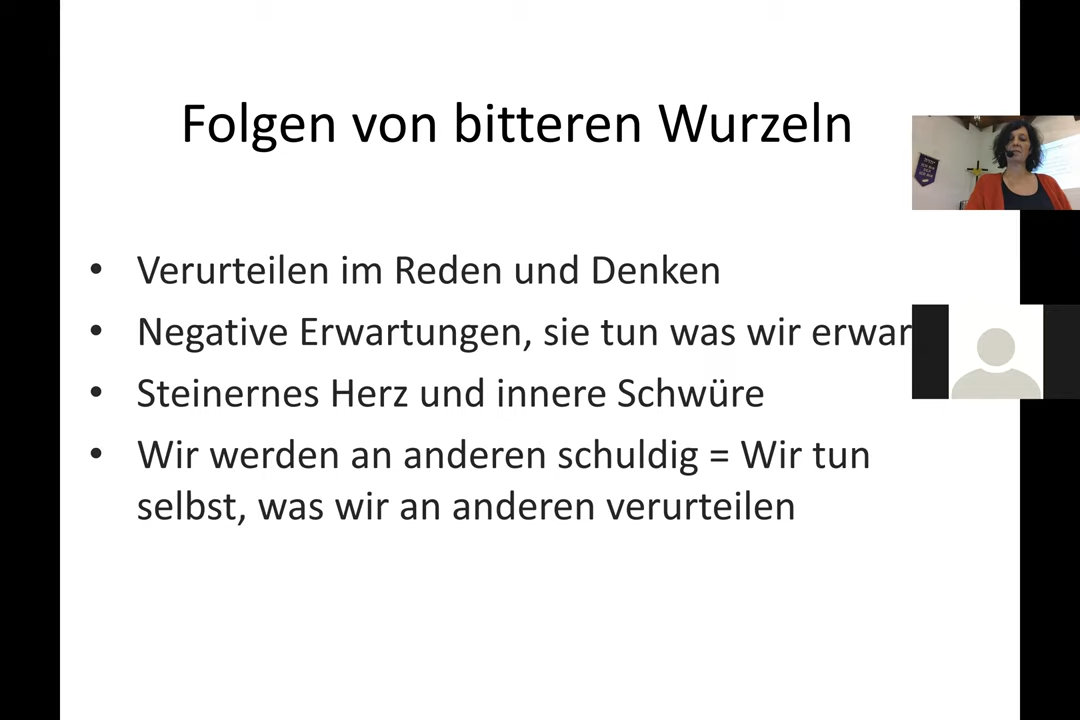 Folgen von bitteren Wurzeln
• Verurteilen im Reden und Denken
• Negative Erwartungen, sie tun was wir
• Steinernes Herz und innere Schwüre
• Wir werden an anderen schuldig = Wir tun
selbst, was wir an anderen verurteilen